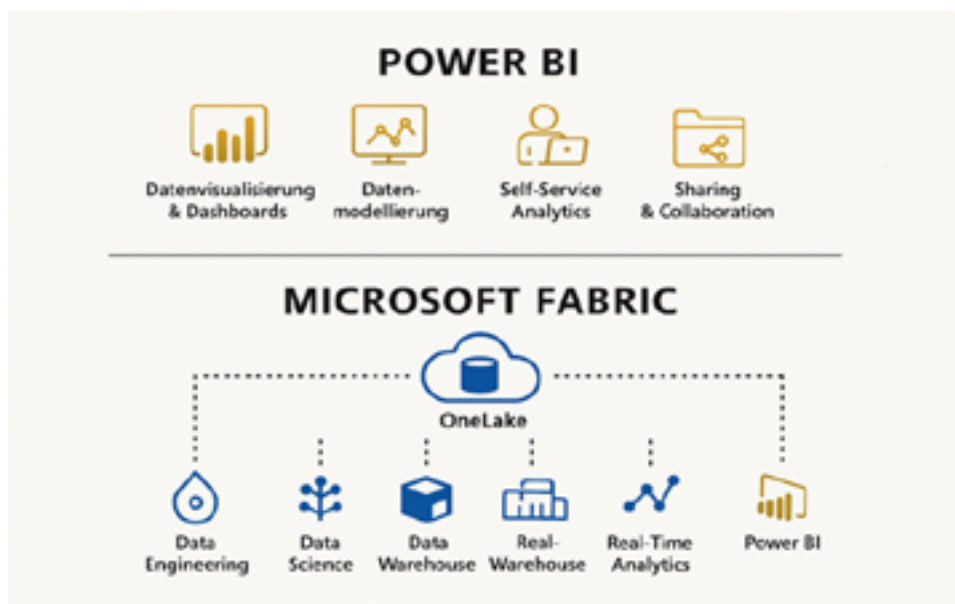 POWER BI
Datenvisualisierung
& Dashboards
Daten-
modellierung
Self-Service
Analytics
Sharing
& Collaboration
MICROSOFT FABRIC
OneLake
Data
Engineering
Data
Science
Data
Warehouse
Real-
Warehouse
Real-Time
Analytics
Power BI